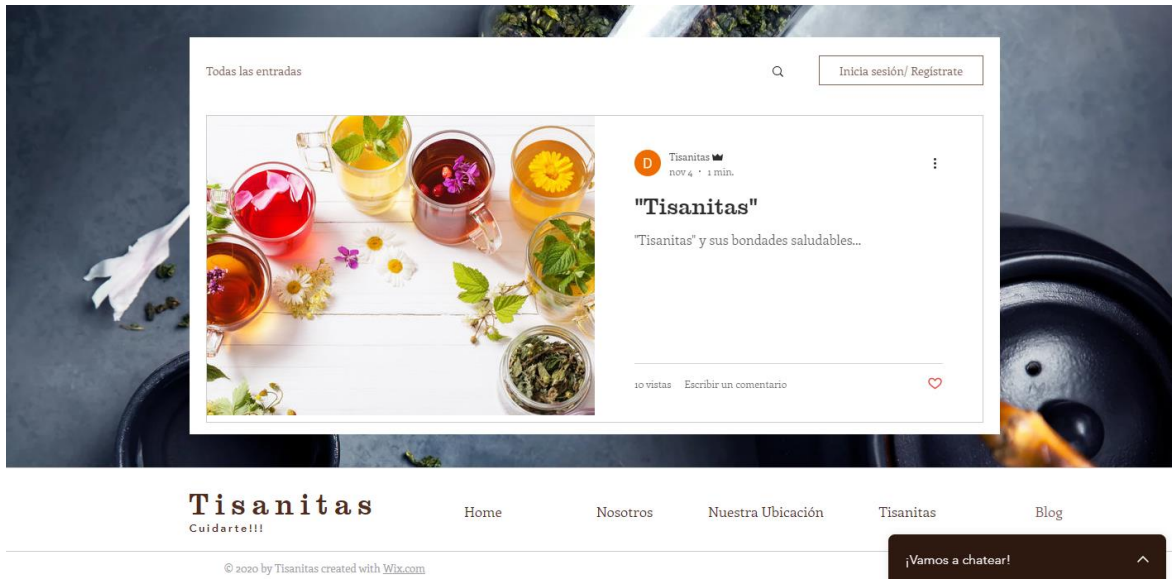 Todas las entradas
Inicia sesión/ Regístrate
D
Tisanitas
nov 4 · 1 min.
"Tisanitas"
"Tisanitas" y sus bondades saludables...
10 vistas Escribir un comentario
Tisanitas
Cuidarte!!!
Home Nosotros Nuestra Ubicación Tisanitas Blog
© 2020 by Tisanitas created with Wix.com
¡Vamos a chatear!